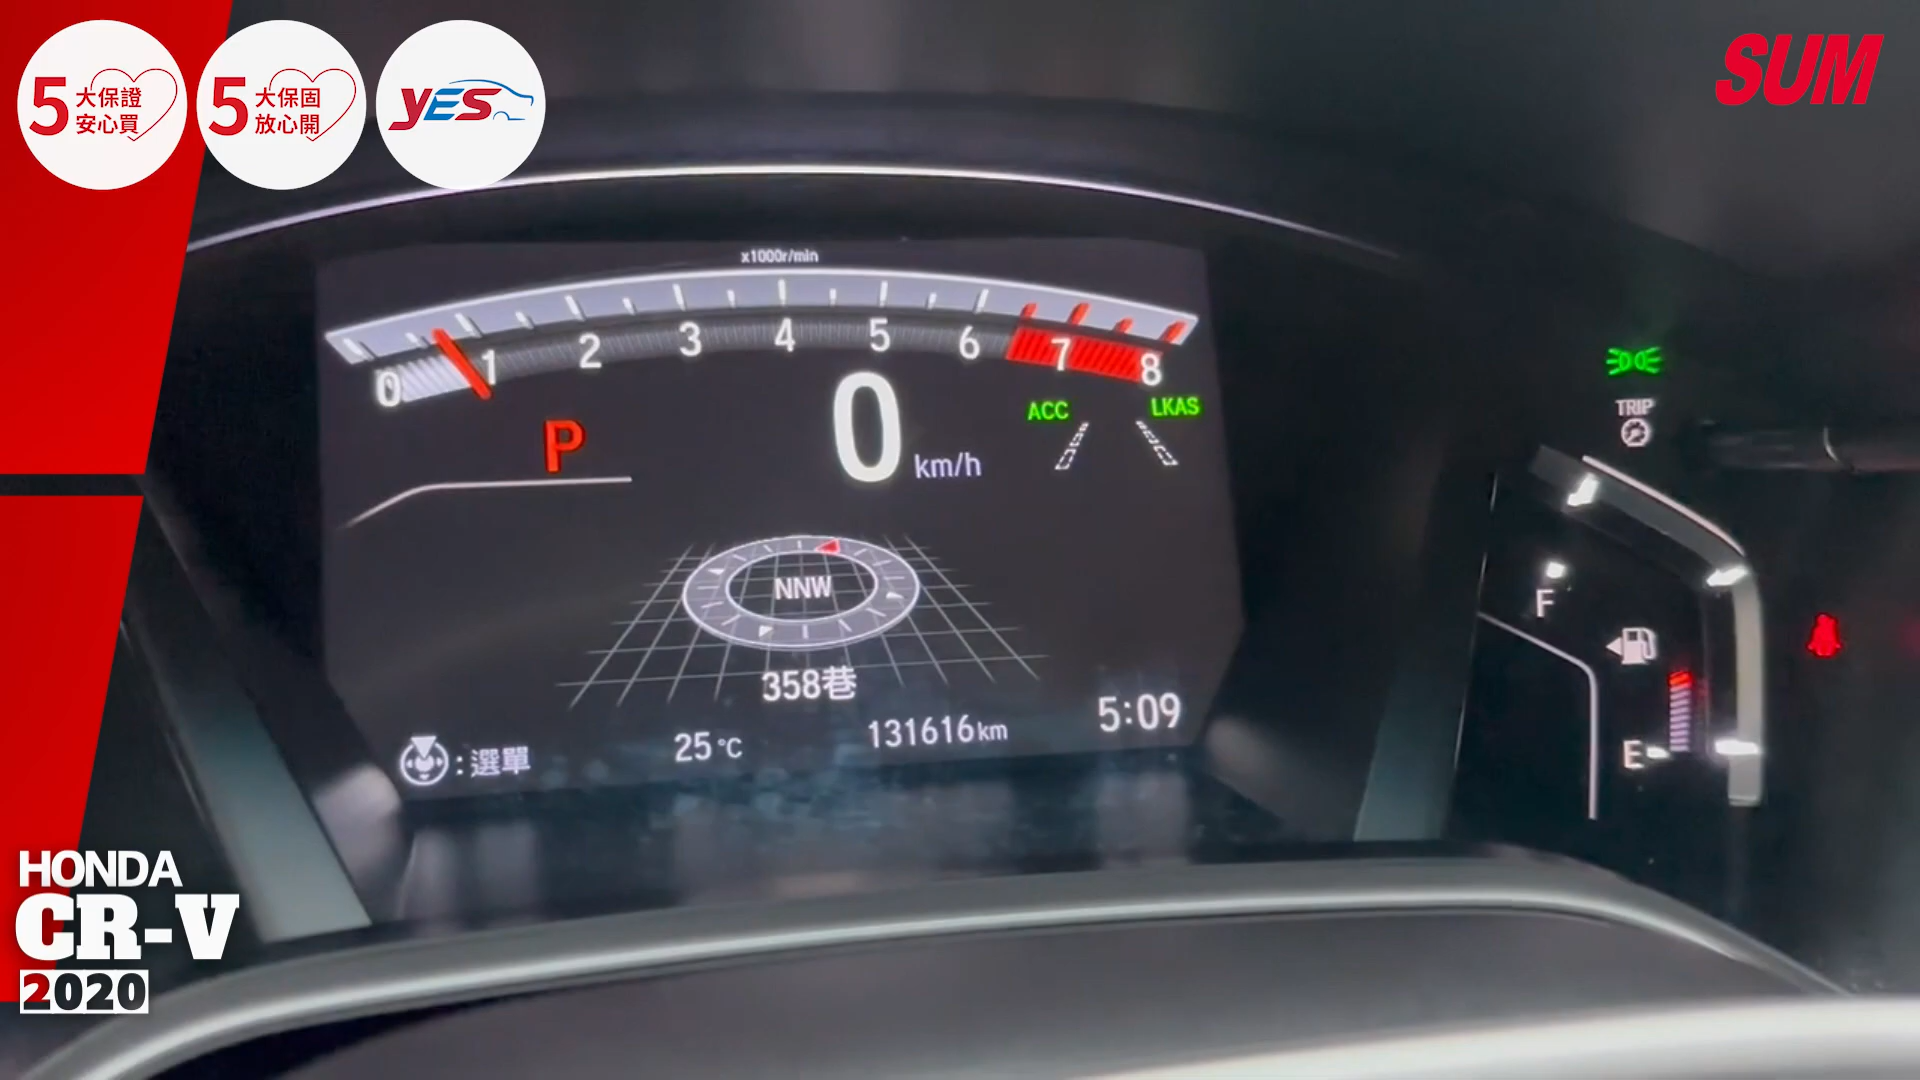 5 大保證
安心買
5 大保固
放心開
YES
SUM
x1000r/min
0 1 2 3 4 5 6 7 8
P
0 km/h
ACC
LKAS
TRIP
NNW
F
358巷
: 選單
25°C
131616km
5:09
E
HONDA
CR-V
2020